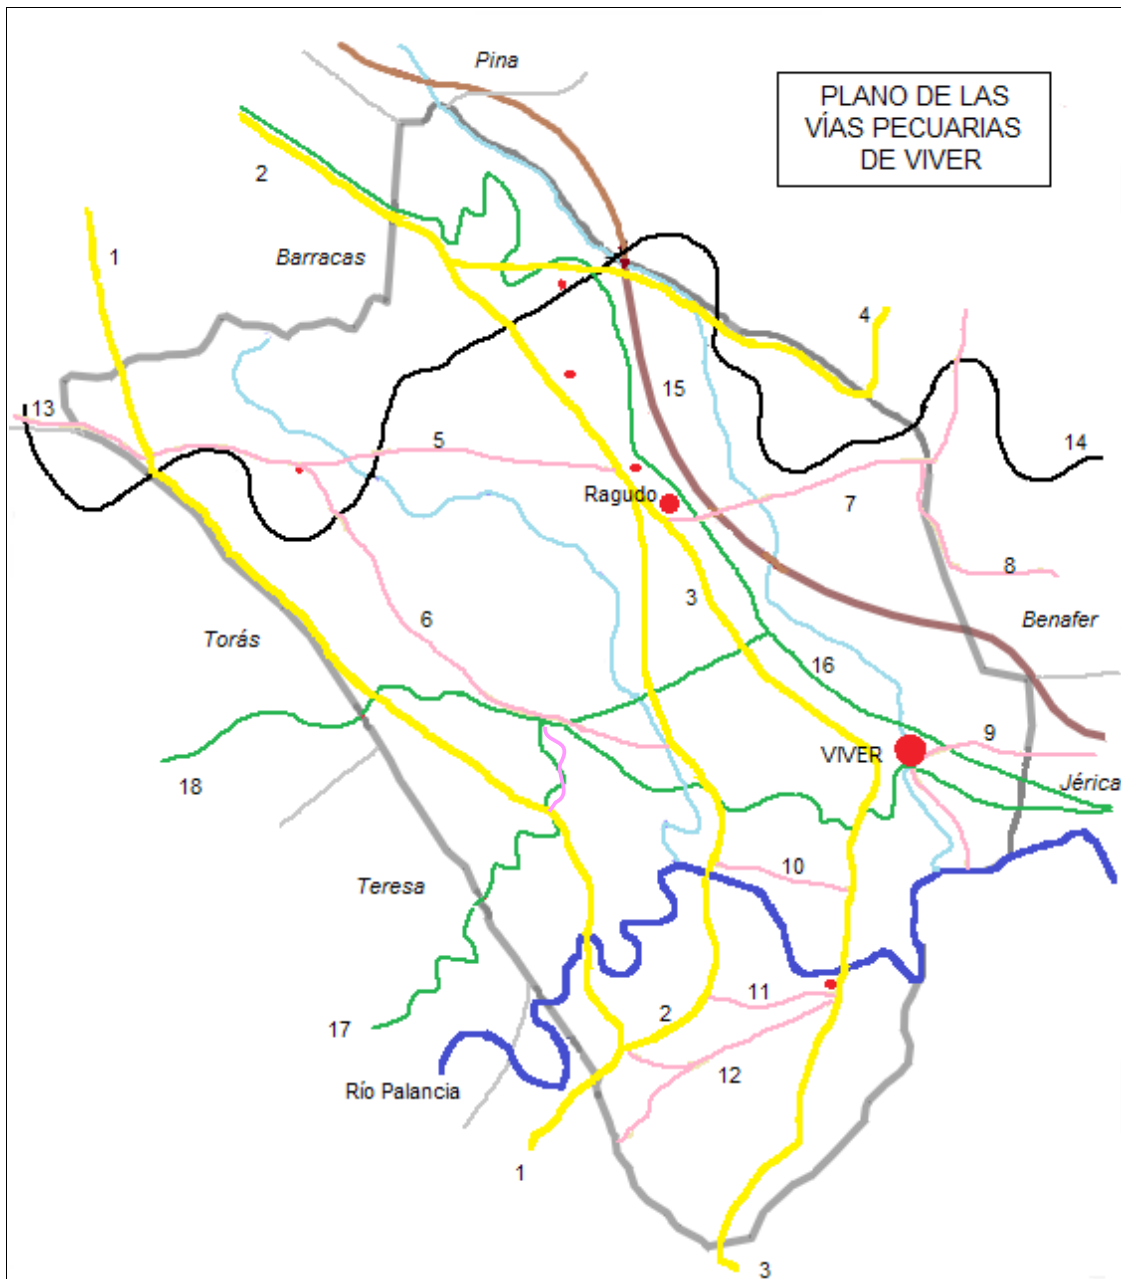 Pina
PLANO DE LAS
VÍAS PECUARIAS
DE VIVER
2
Barracas
1
4
15
13
5
14
Ragudo
7
8
3
6
Torás
Benafer
16
9
VIVER
18
Jérica
10
Teresa
11
2
17
12
Río Palancia
1
3